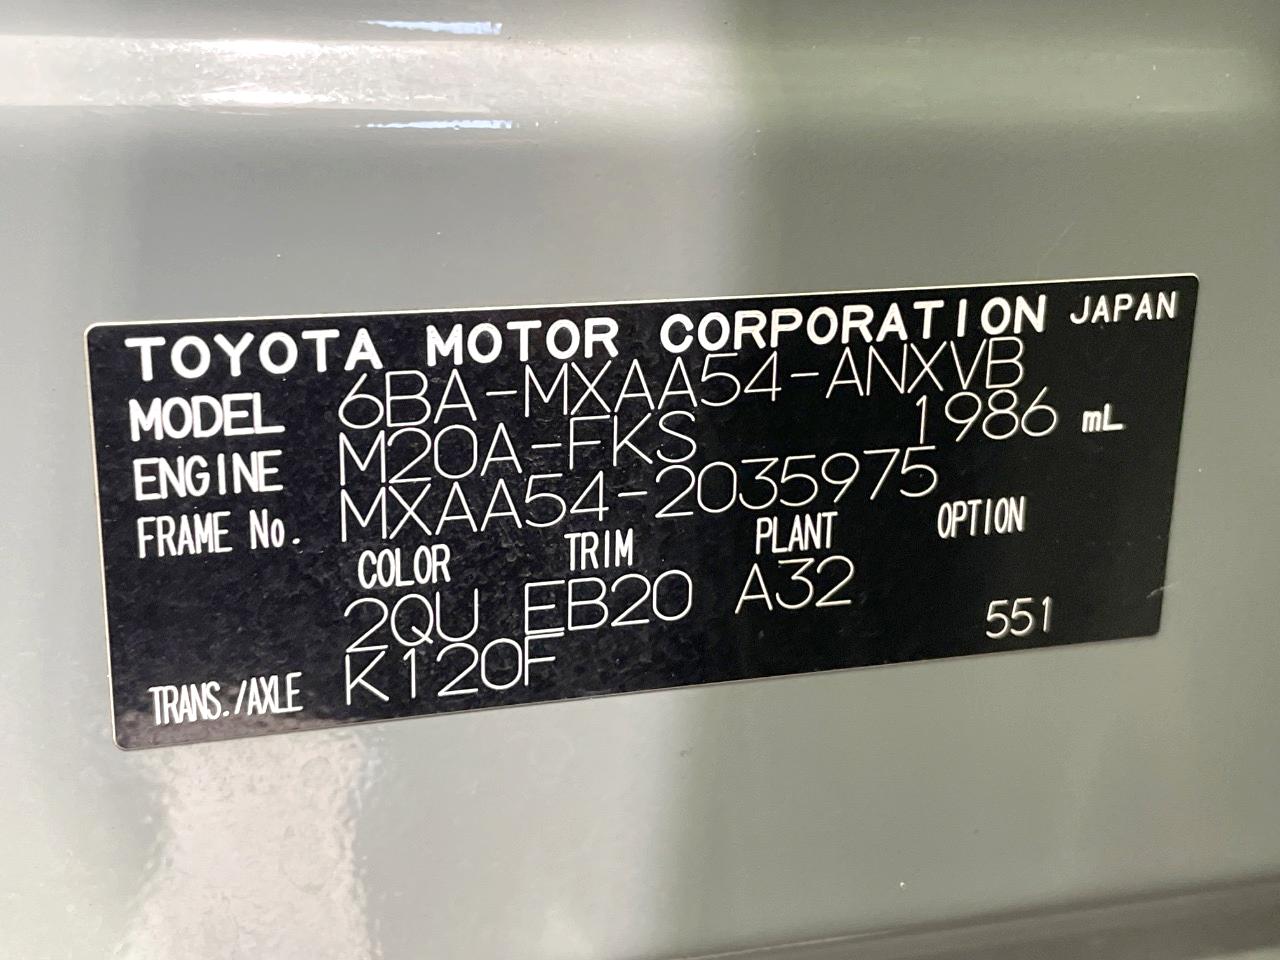 TOYOTA MOTOR CORPORATION JAPAN
MODEL 6BA-MXAA54-ANXVB
ENGINE M20A-FKS 1986 mL
FRAME No. MXAA54-2035975
COLOR TRIM PLANT OPTION
2QU EB20 A32
TRANS./AXLE K120F 551